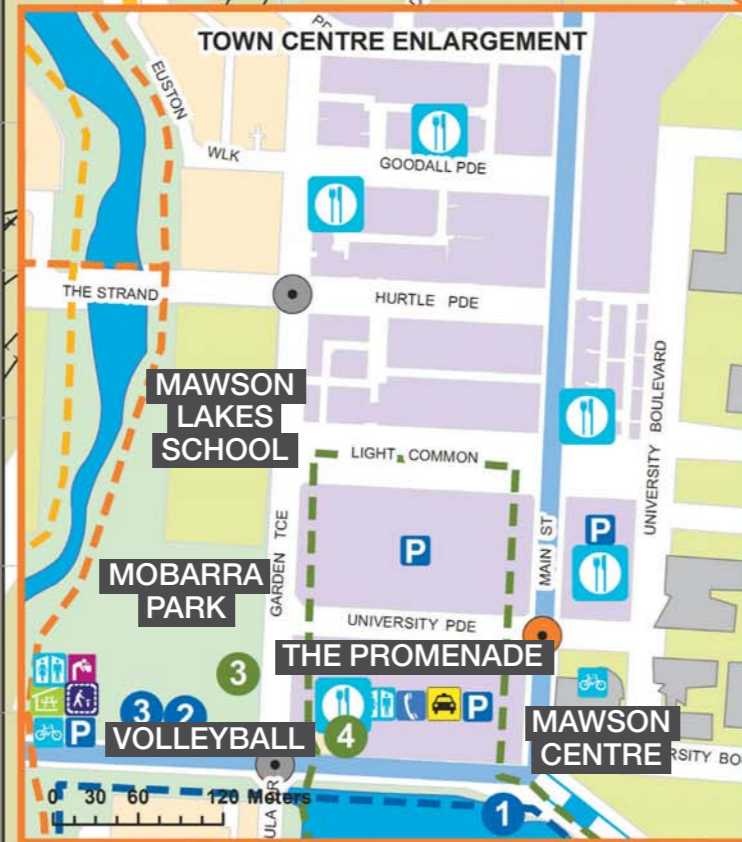 TOWN CENTRE ENLARGEMENT
EUSTON
WLK
GOODALL PDE
THE STRAND
HURTLE PDE
MAWSON
LAKES
SCHOOL
UNIVERSITY BOULEVARD
LIGHT COMMON
GARDEN TCE
P
MAIN ST
P
MOBARRA
PARK
UNIVERSITY PDE
THE PROMENADE
3
P
3
2
P
4
VOLLEYBALL
MAWSON
CENTRE
0 30 60 120 Meters
1